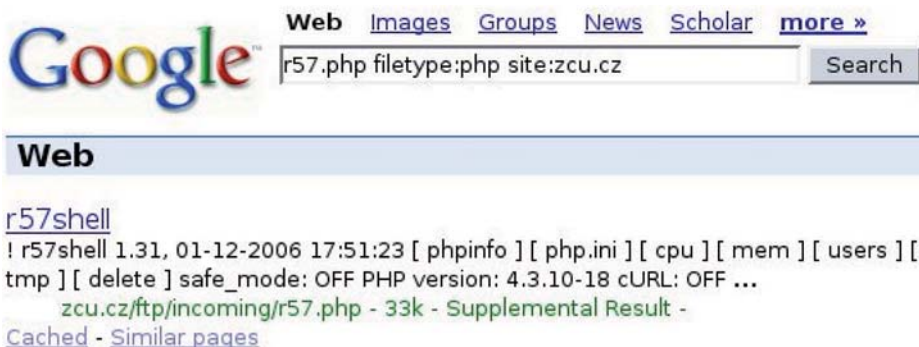 Google™
Web Images Groups News Scholar more »
r57.php filetype:php site:zcu.cz Search
Web
r57shell
! r57shell 1.31, 01-12-2006 17:51:23 [ phpinfo ] [ php.ini ] [ cpu ] [ mem ] [ users ] [
tmp ] [ delete ] safe_mode: OFF PHP version: 4.3.10-18 cURL: OFF ...
zcu.cz/ftp/incoming/r57.php - 33k - Supplemental Result -
Cached - Similar pages